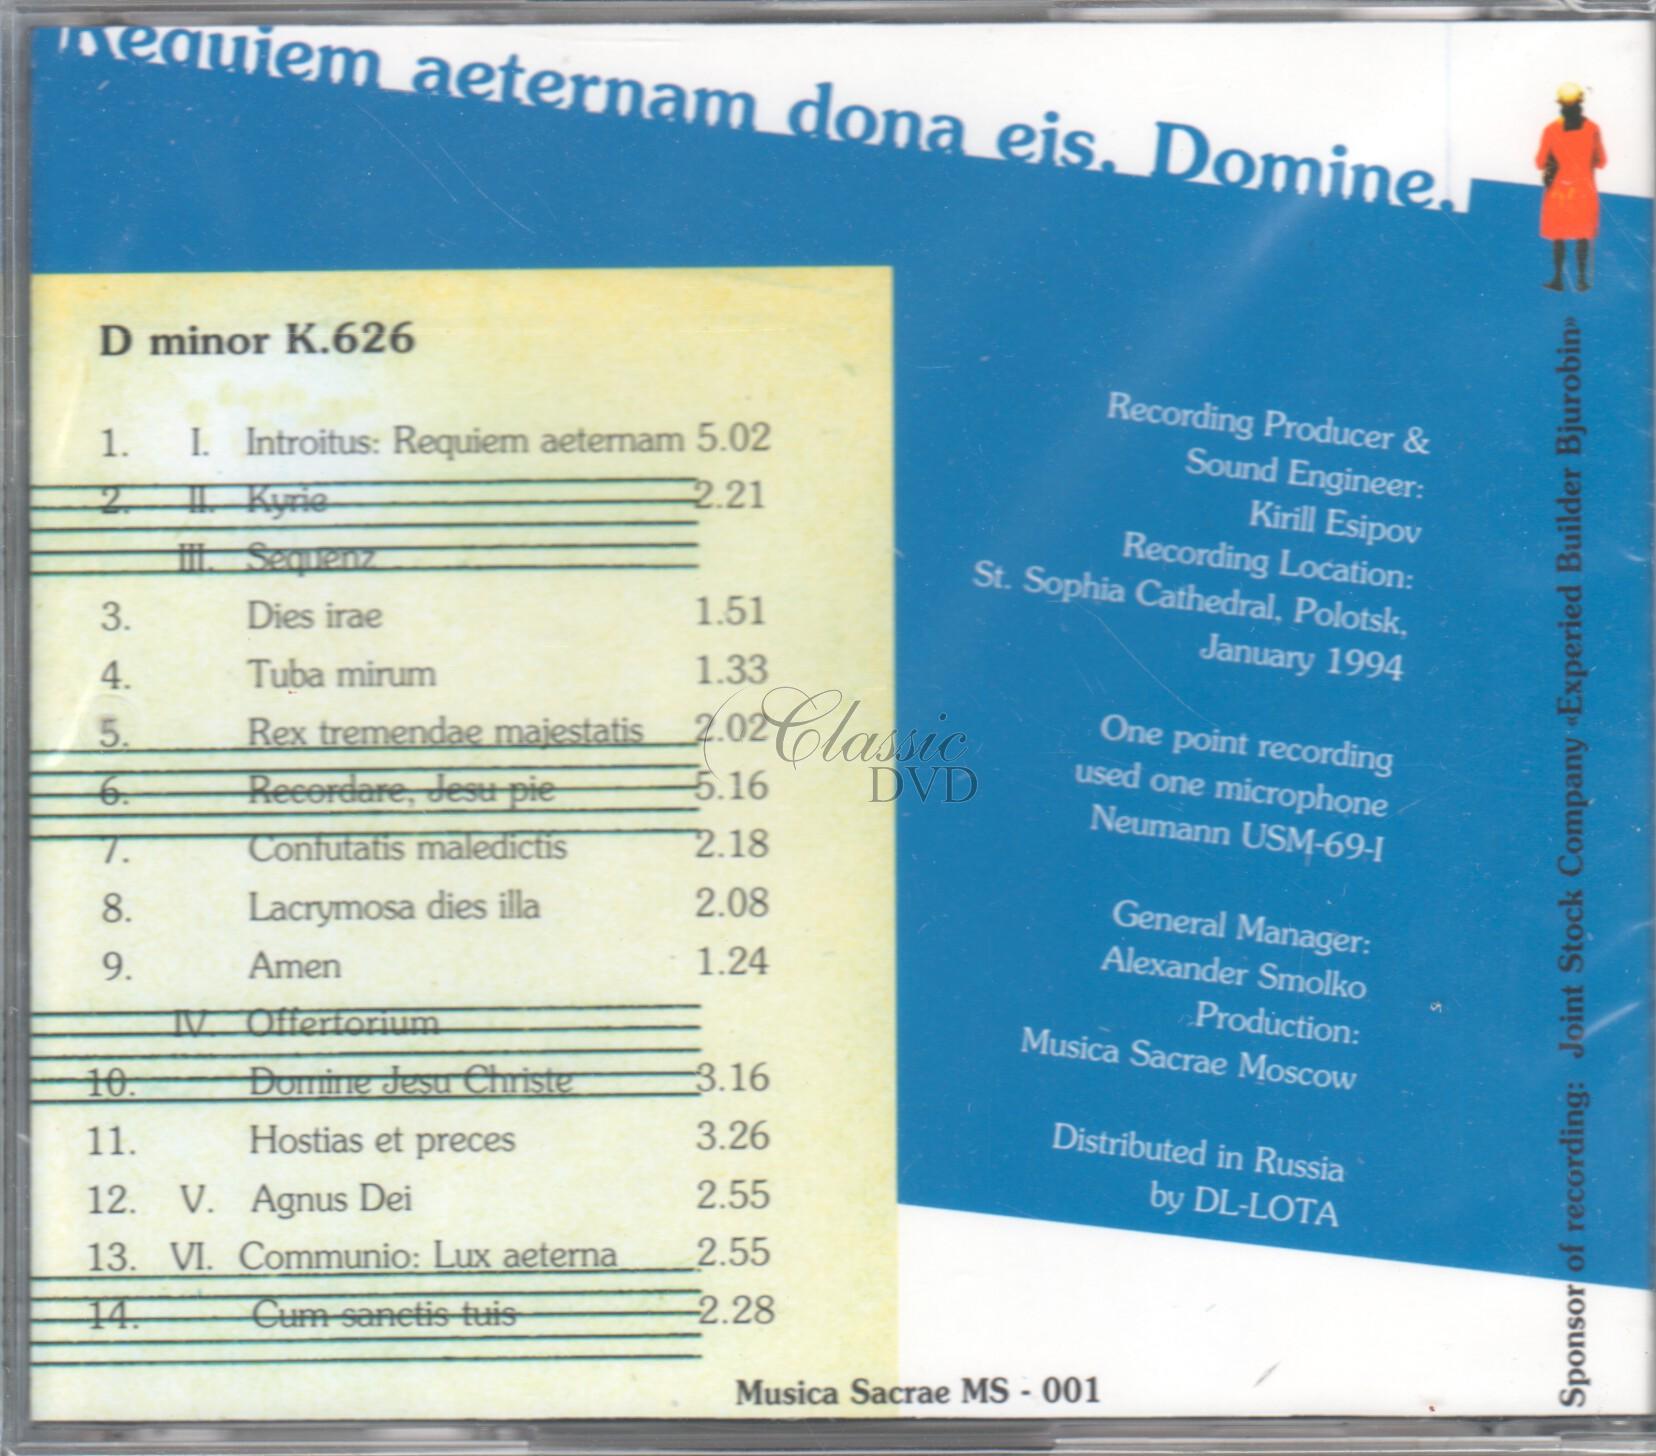 Requiem aeternam dona eis, Domine.
D minor K.626
1. I. Introitus: Requiem aeternam 5.02
2. II. Kyrie 2.21
III. Sequenz
3. Dies irae 1.51
4. Tuba mirum 1.33
5. Rex tremendae majestatis 2.02
6. Recordare, Jesu pie 5.16
7. Confutatis maledictis 2.18
8. Lacrymosa dies illa 2.08
9. Amen 1.24
IV. Offertorium
10. Domine Jesu Christe 3.16
11. Hostias et preces 3.26
12. V. Agnus Dei 2.55
13. VI. Communio: Lux aeterna 2.55
14. Cum sanctis tuis 2.28
Recording Producer &
Sound Engineer:
Kirill Esipov
Recording Location:
St. Sophia Cathedral, Polotsk,
January 1994
One point recording
used one microphone
Neumann USM-69-I
General Manager:
Alexander Smolko
Production:
Musica Sacrae Moscow
Distributed in Russia
by DL-LOTA
Musica Sacrae MS - 001
Sponsor of recording: Joint Stock Company «Experied Builder Bjurobin»
Classic
DVD